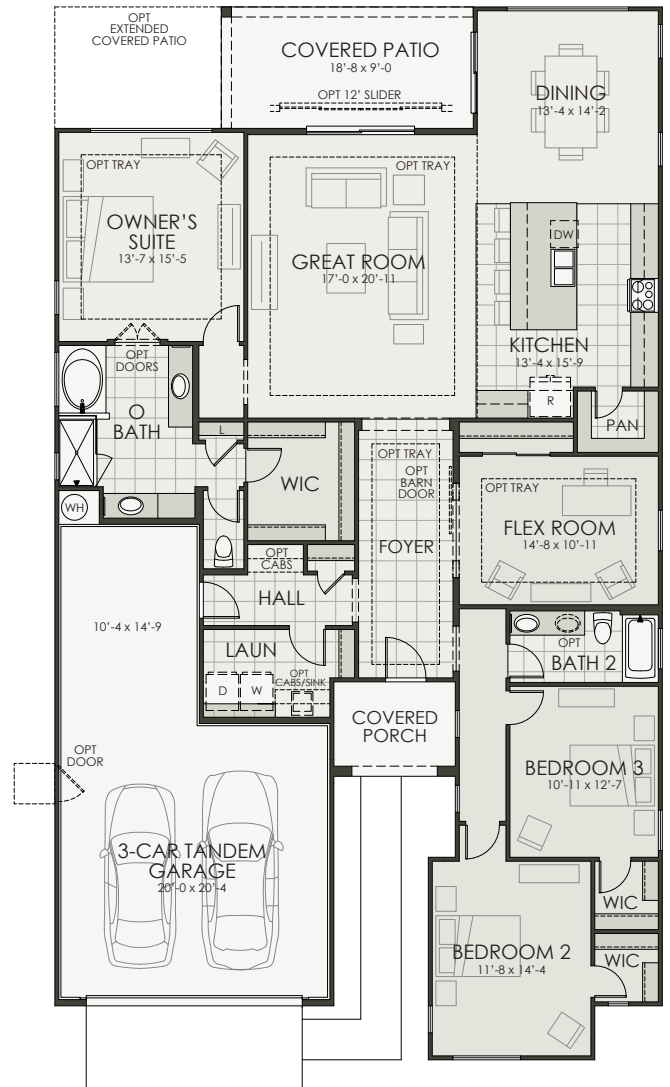 OPT
EXTENDED
COVERED PATIO
COVERED PATIO
18'-8 x 9'-0
OPT 12' SLIDER
DINING
13'-4 x 14'-2
OPT TRAY
OWNER'S
SUITE
13'-7 x 15'-5
OPT TRAY
GREAT ROOM
17'-0 x 20'-11
DW
KITCHEN
13'-4 x 15'-9
R
PAN
OPT
DOORS
O
BATH
L
WH
WIC
OPT TRAY
OPT
BARN
DOOR
FOYER
OPT TRAY
FLEX ROOM
14'-8 x 10'-11
OPT
CABS
HALL
10'-4 x 14'-9
LAUN
D
W
OPT
CABS/SINK
OPT
BATH 2
COVERED
PORCH
OPT
DOOR
BEDROOM 3
10'-11 x 12'-7
3-CAR TANDEM
GARAGE
20'-0 x 20'-4
WIC
BEDROOM 2
11'-8 x 14'-4
WIC